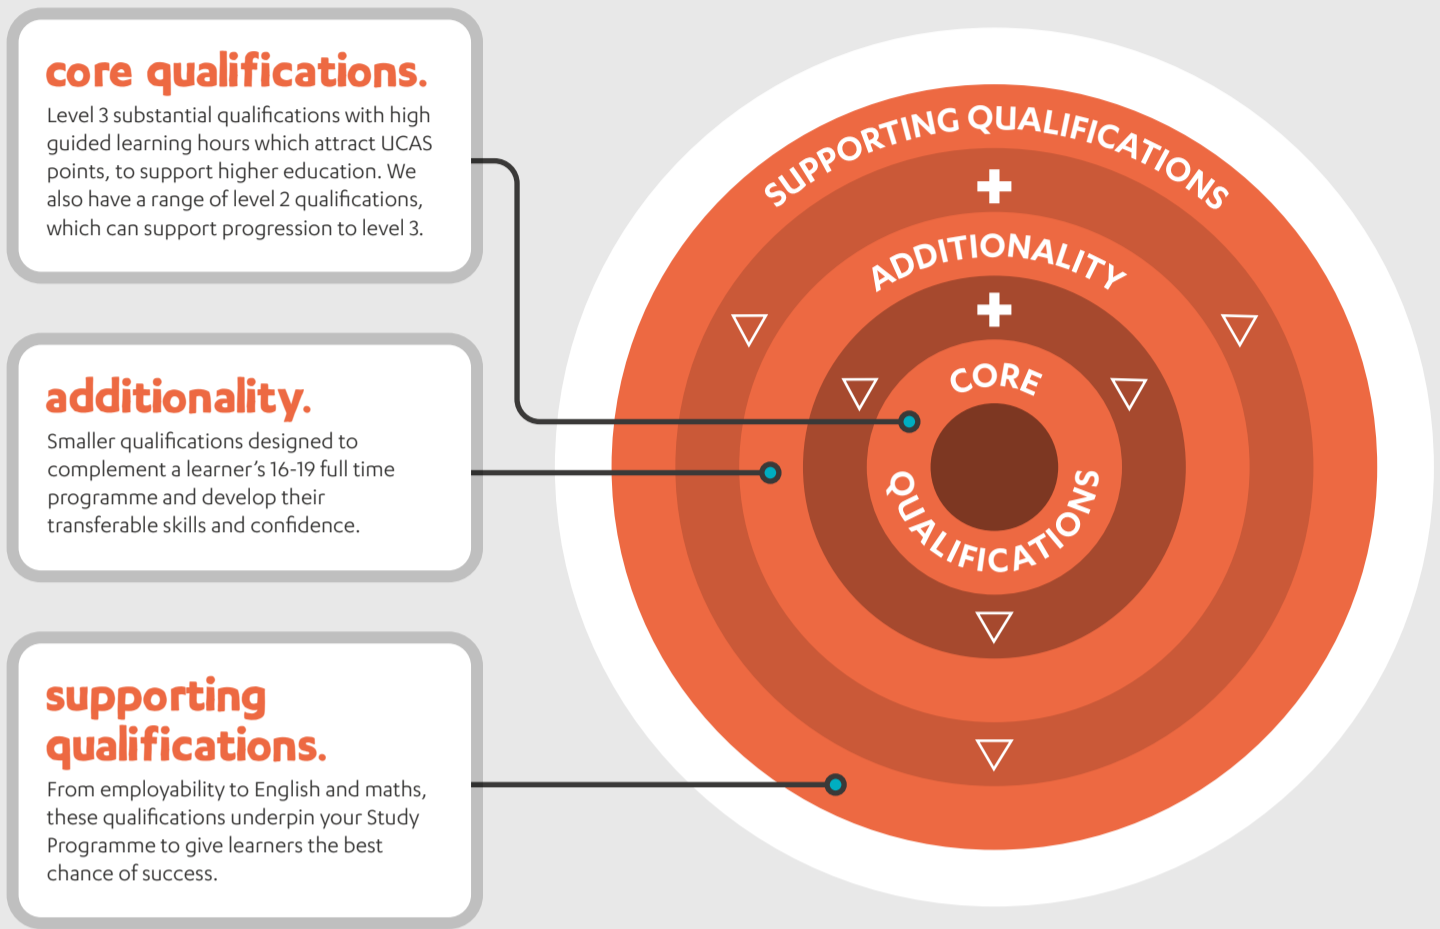 core qualifications.
Level 3 substantial qualifications with high
guided learning hours which attract UCAS
points, to support higher education. We
also have a range of level 2 qualifications,
which can support progression to level 3.
additionality.
Smaller qualifications designed to
complement a learner’s 16-19 full time
programme and develop their
transferable skills and confidence.
supporting
qualifications.
From employability to English and maths,
these qualifications underpin your Study
Programme to give learners the best
chance of success.
SUPPORTING QUALIFICATIONS
ADDITIONALITY
CORE
QUALIFICATIONS